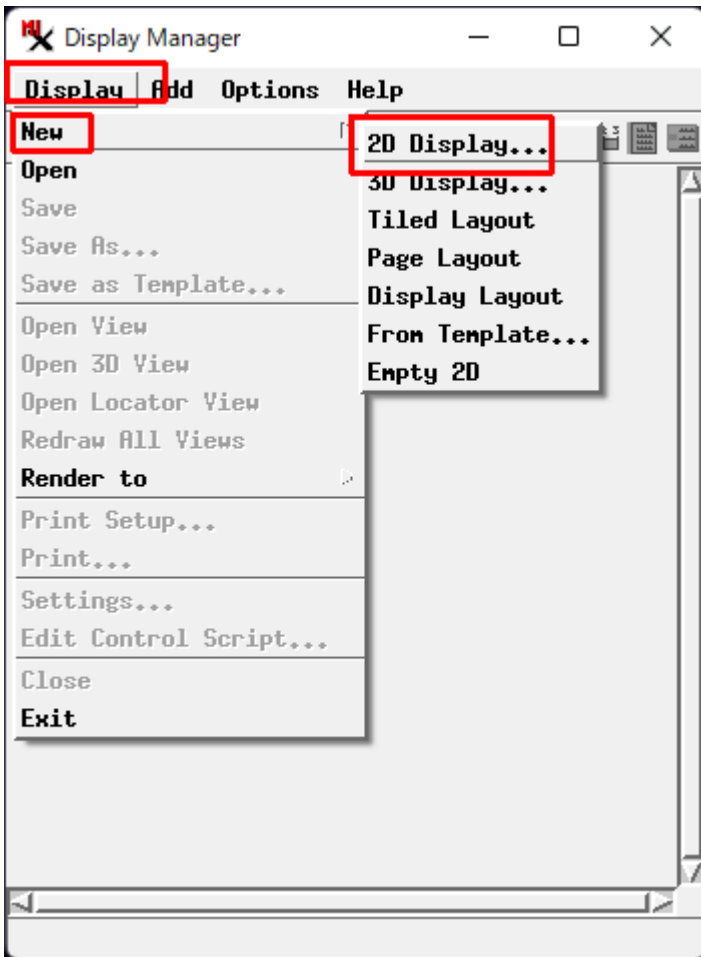 Display Manager
Display Add Options Help
New
Open
Save
Save As...
Save as Template...
Open View
Open 3D View
Open Locator View
Redraw All Views
Render to
Print Setup...
Print...
Settings...
Edit Control Script...
Close
Exit
2D Display...
3D Display...
Tiled Layout
Page Layout
Display Layout
From Template...
Empty 2D